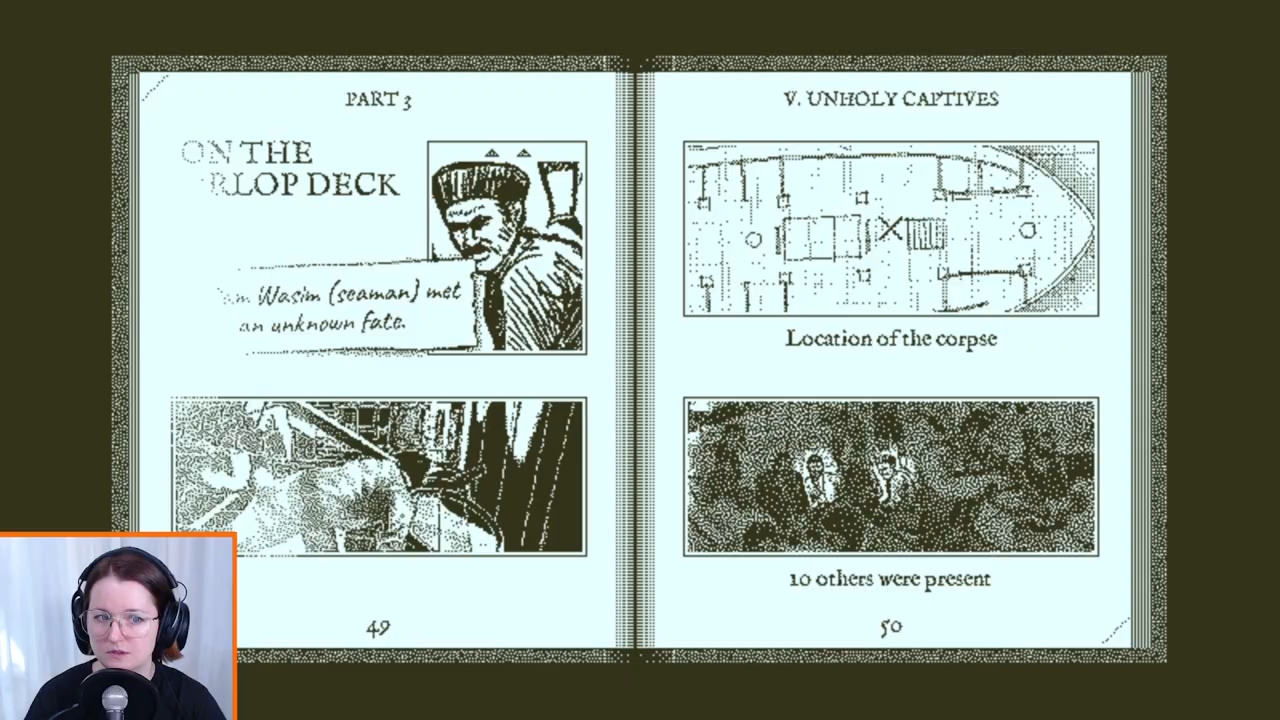 PART 3
ON THE
RLOP DECK
Wasim (seaman) met
an unknown fate.
49
V. UNHOLY CAPTIVES
Location of the corpse
10 others were present
50